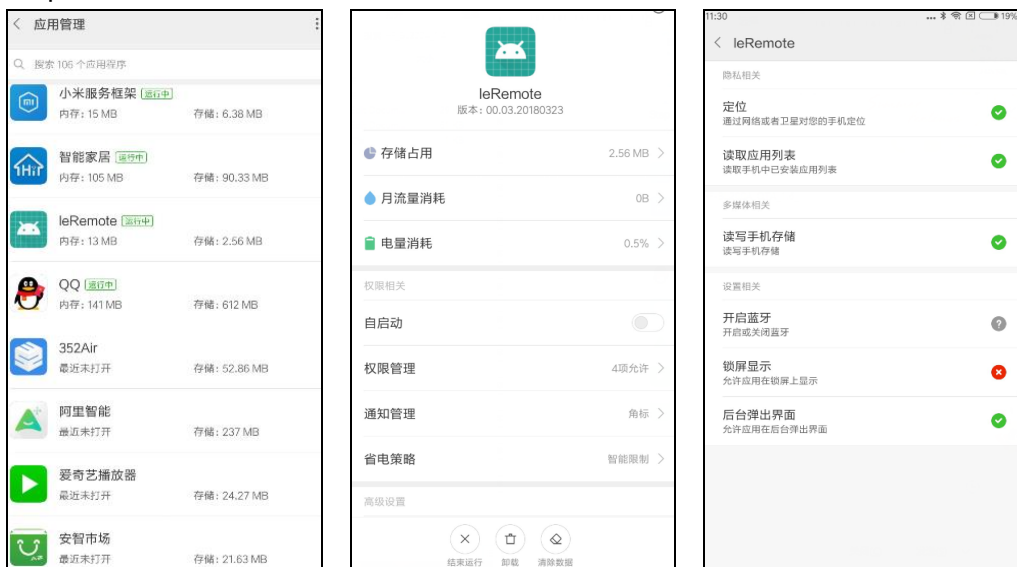 应用管理
搜索 106 个应用程序
小米服务框架 运行中
内存: 15 MB 存储: 6.38 MB
智能家居 运行中
内存: 105 MB 存储: 90.33 MB
leRemote 运行中
内存: 13 MB 存储: 2.56 MB
QQ 运行中
内存: 141 MB 存储: 612 MB
352Air
最近未打开 存储: 52.86 MB
阿里智能
最近未打开 存储: 237 MB
爱奇艺播放器
最近未打开 存储: 24.27 MB
安智市场
最近未打开 存储: 21.63 MB
leRemote
版本: 00.03.20180323
存储占用 2.56 MB
月流量消耗 0B
电量消耗 0.5%
权限相关
自启动
权限管理 4项允许
通知管理 角标
省电策略 智能限制
高级设置
结束运行 卸载 清除数据
11:30 19%
leRemote
隐私相关
定位
通过网络或者卫星对您的手机定位
读取应用列表
读取手机中已安装应用列表
多媒体相关
读写手机存储
读写手机存储
设置相关
开启蓝牙
开启或关闭蓝牙
锁屏显示
允许应用在锁屏上显示
后台弹出界面
允许应用在后台弹出界面